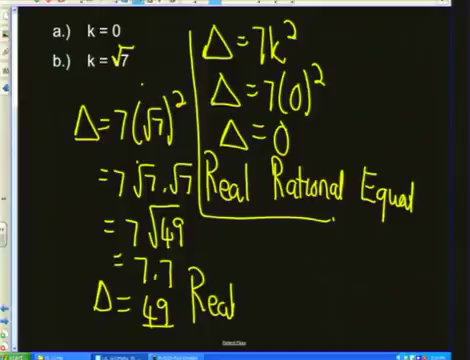 a.) k = 0
b.) k = √7
Δ = 7k²
Δ = 7(0)²
Δ = 0
Real Rational Equal
Δ = 7(√7)²
= 7√7.√7
= 7√49
= 7.7
Δ = 49 Real